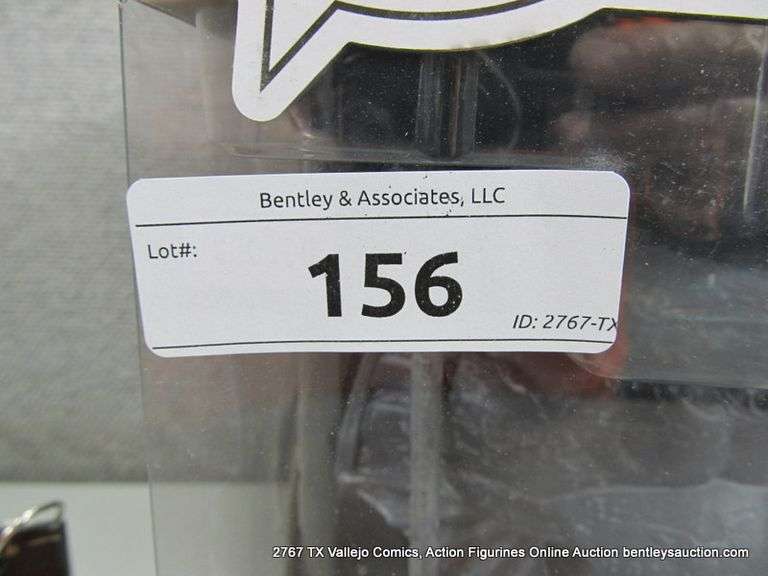 Bentley & Associates, LLC
Lot#:
156
ID: 2767-TX
2767 TX Vallejo Comics, Action Figurines Online Auction bentleysauction.com